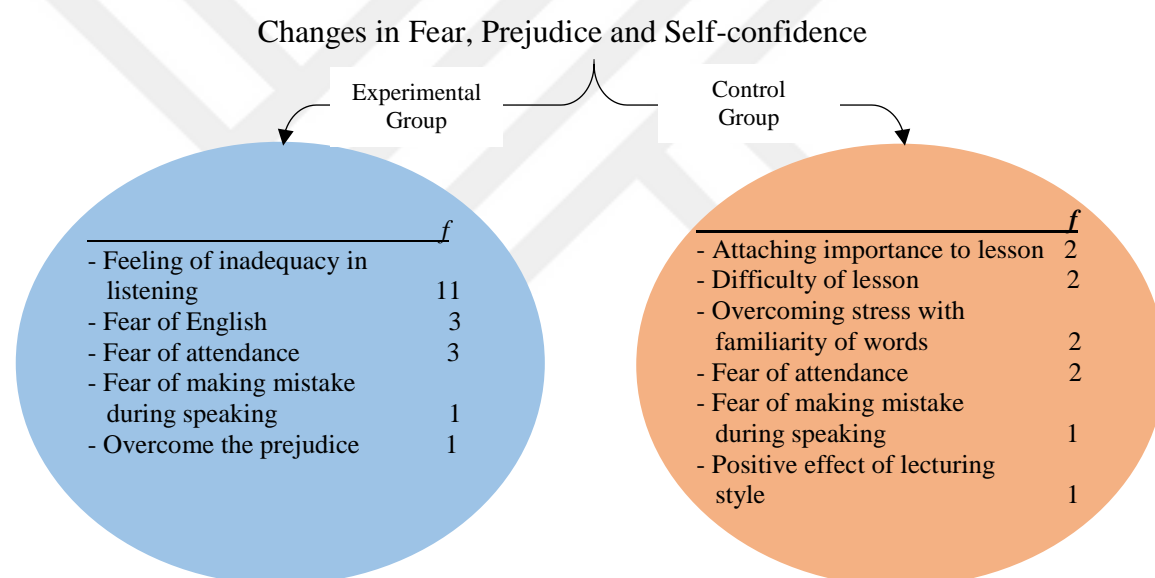 Changes in Fear, Prejudice and Self-confidence
Experimental
Group
Control
Group
f
- Feeling of inadequacy in
listening 11
- Fear of English 3
- Fear of attendance 3
- Fear of making mistake
during speaking 1
- Overcome the prejudice 1
f
- Attaching importance to lesson 2
- Difficulty of lesson 2
- Overcoming stress with
familiarity of words 2
- Fear of attendance 2
- Fear of making mistake
during speaking 1
- Positive effect of lecturing
style 1